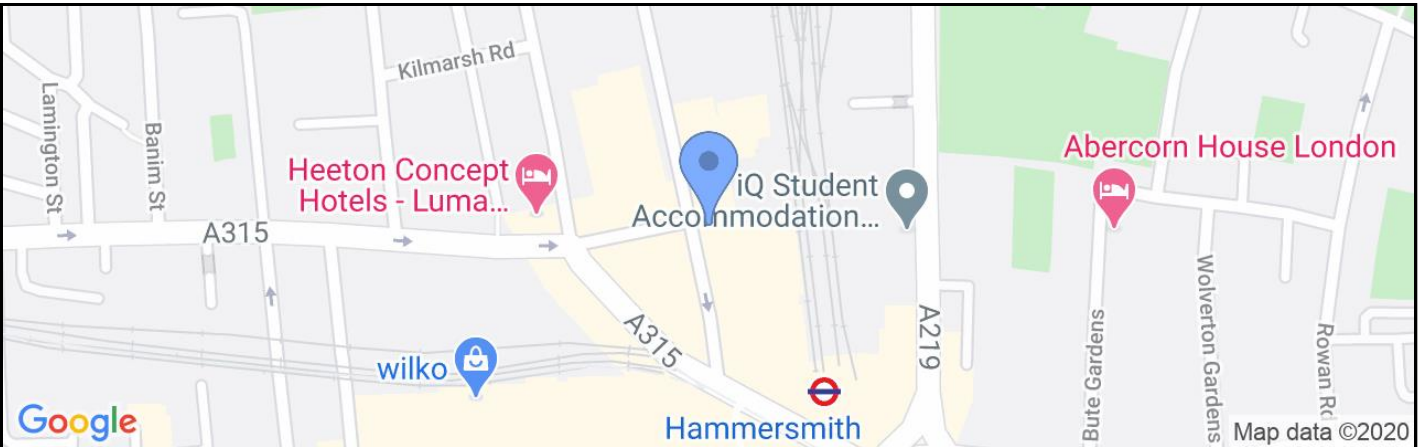 Kilmarsh Rd
Lamington St
Banim St
Heeton Concept
Hotels - Luma...
iQ Student
Accommodation...
Abercorn House London
A315
A315
A219
wilko
Hammersmith
Bute Gardens
Wolverton Gardens
Rowan Rd
Google
Map data ©2020